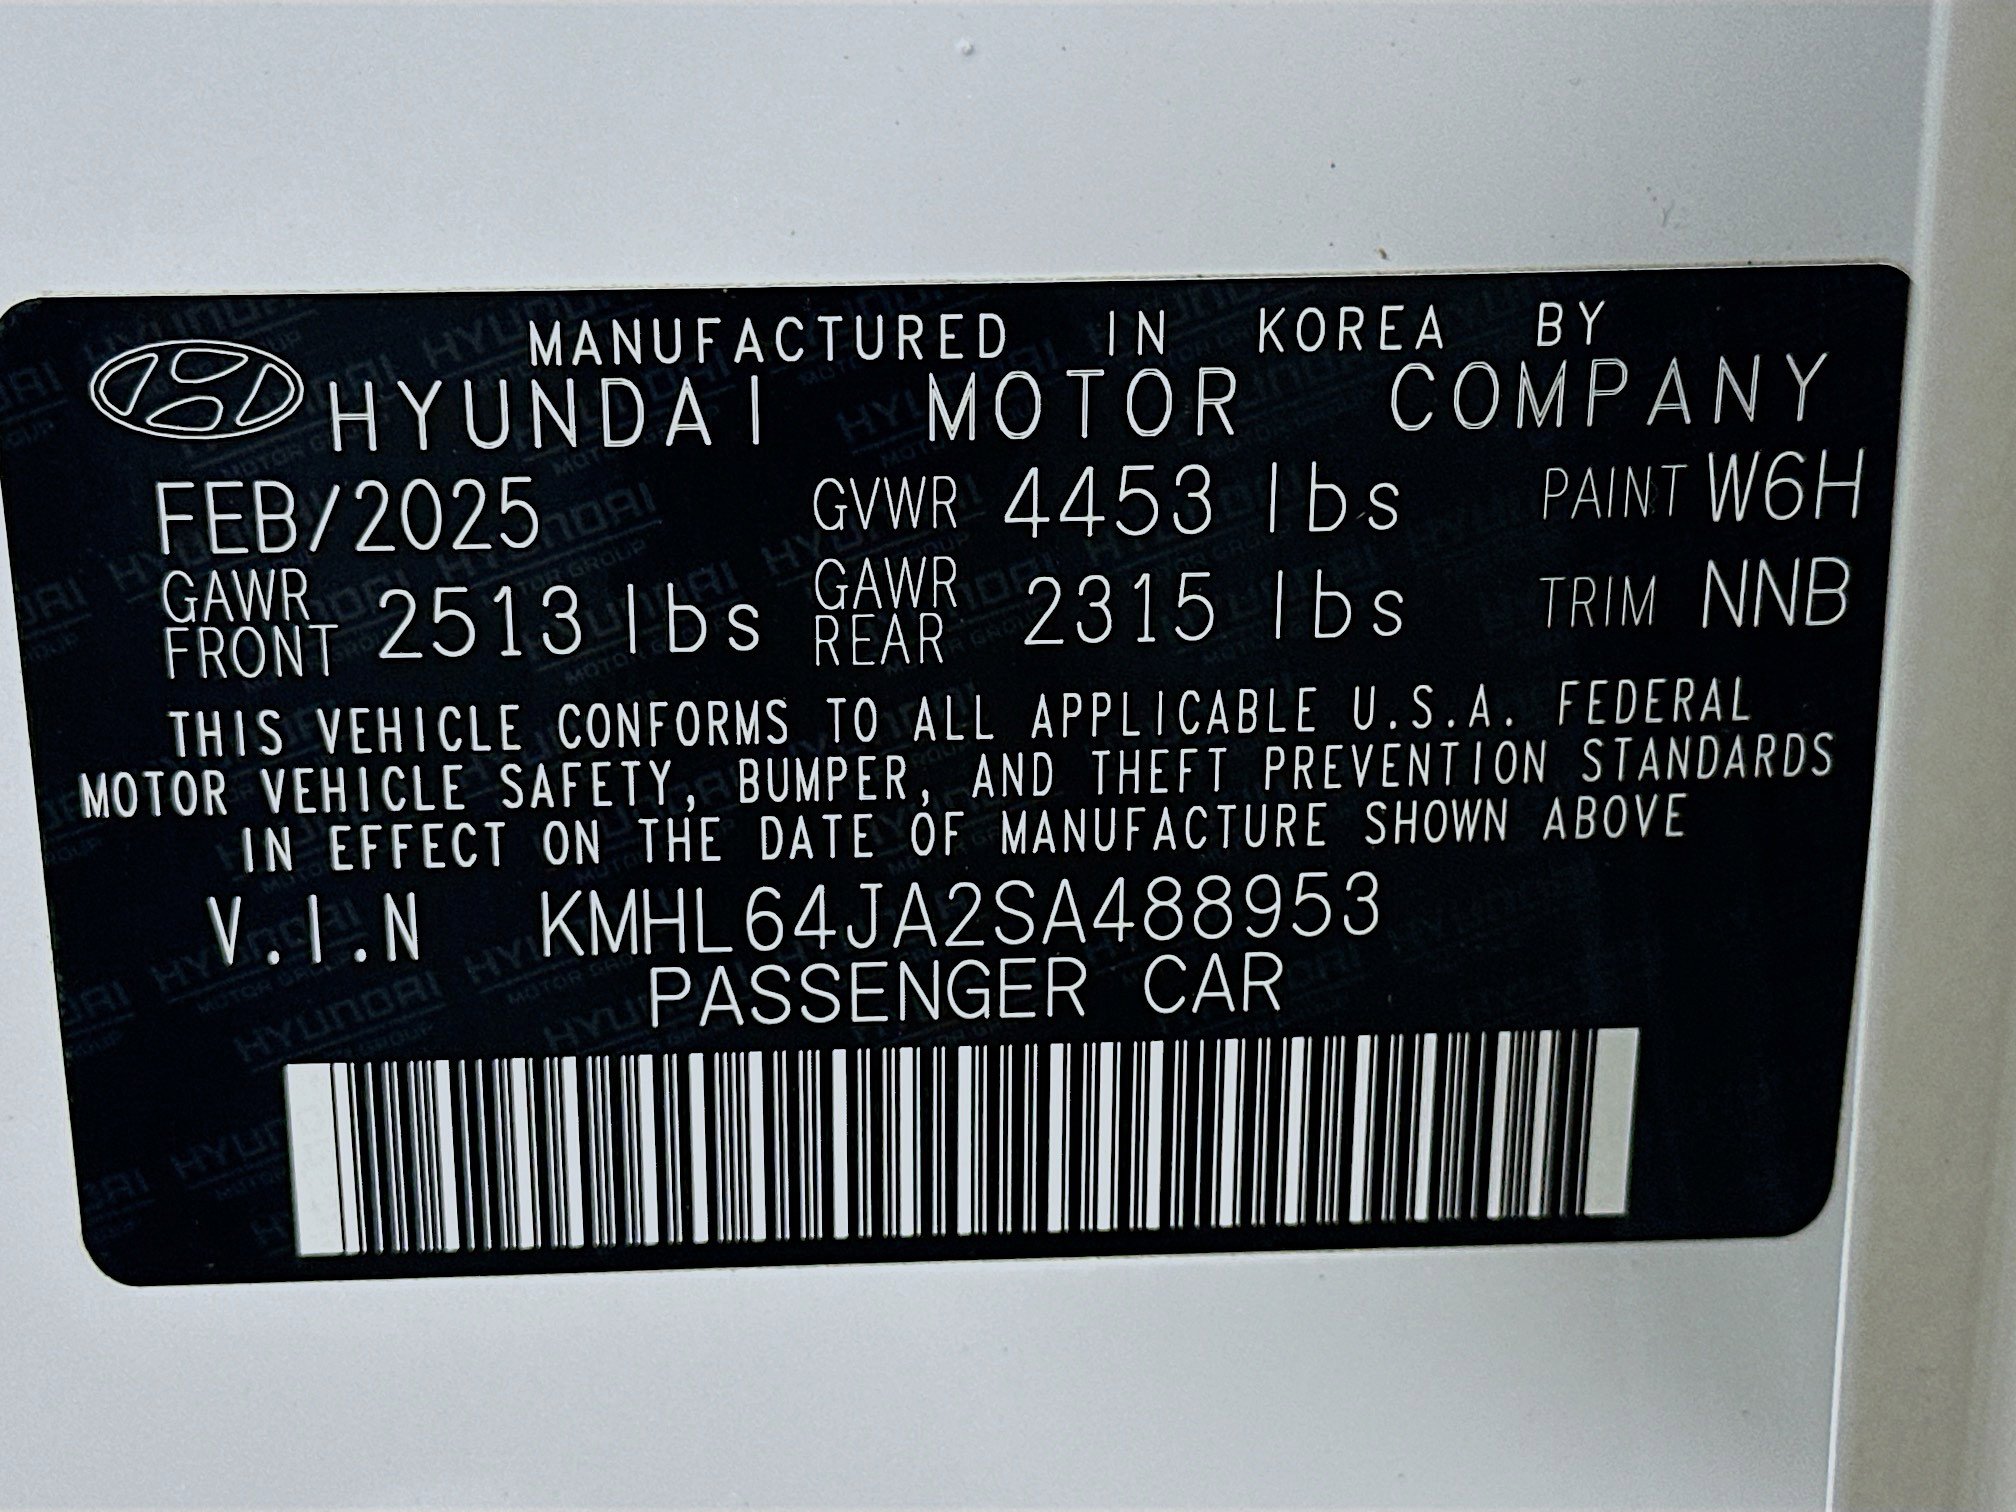 MANUFACTURED IN KOREA BY
HYUNDAI MOTOR COMPANY
FEB/2025 GVWR 4453 lbs PAINT W6H
GAWR FRONT 2513 lbs GAWR REAR 2315 lbs TRIM NNB
THIS VEHICLE CONFORMS TO ALL APPLICABLE U.S.A. FEDERAL
MOTOR VEHICLE SAFETY, BUMPER, AND THEFT PREVENTION STANDARDS
IN EFFECT ON THE DATE OF MANUFACTURE SHOWN ABOVE
V.I.N KMHL64JA2SA488953
PASSENGER CAR